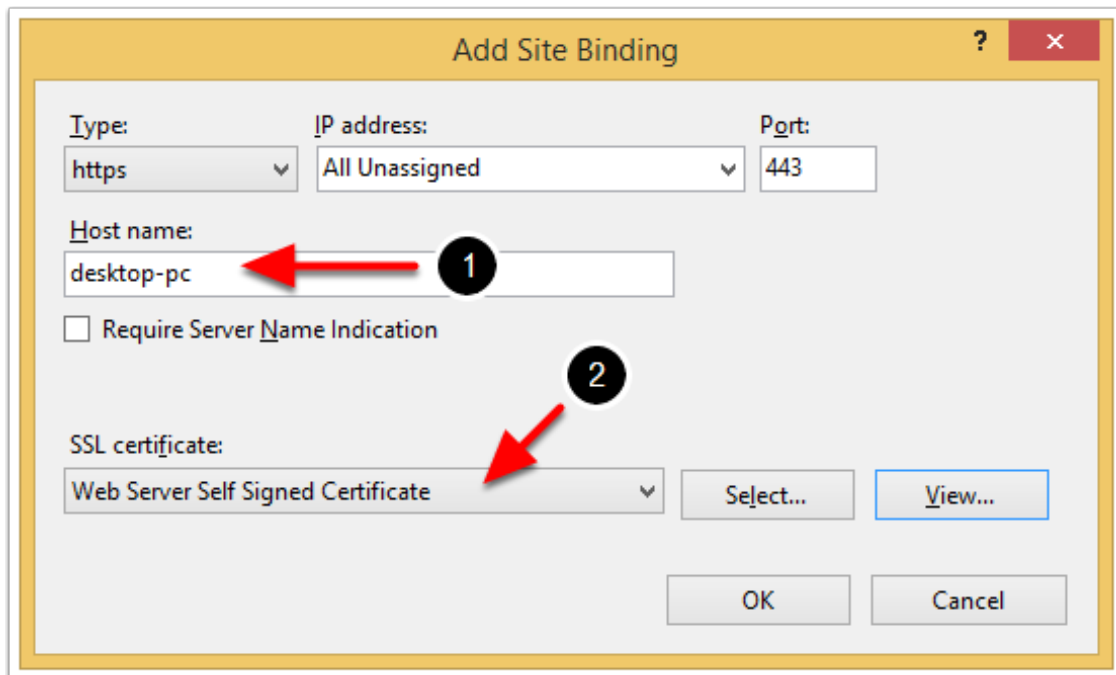 Add Site Binding
?
×
Type:
IP address:
Port:
https
All Unassigned
443
Host name:
desktop-pc
1
Require Server Name Indication
2
SSL certificate:
Web Server Self Signed Certificate
Select...
View...
OK
Cancel